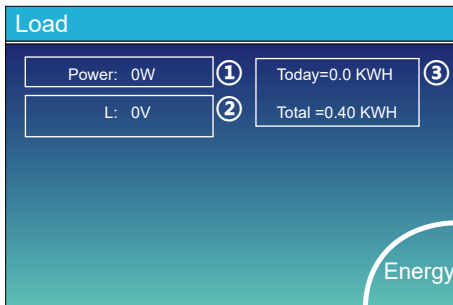 Load
Power: 0W
①
L: 0V
②
Today=0.0 KWH
③
Total =0.40 KWH
Energy